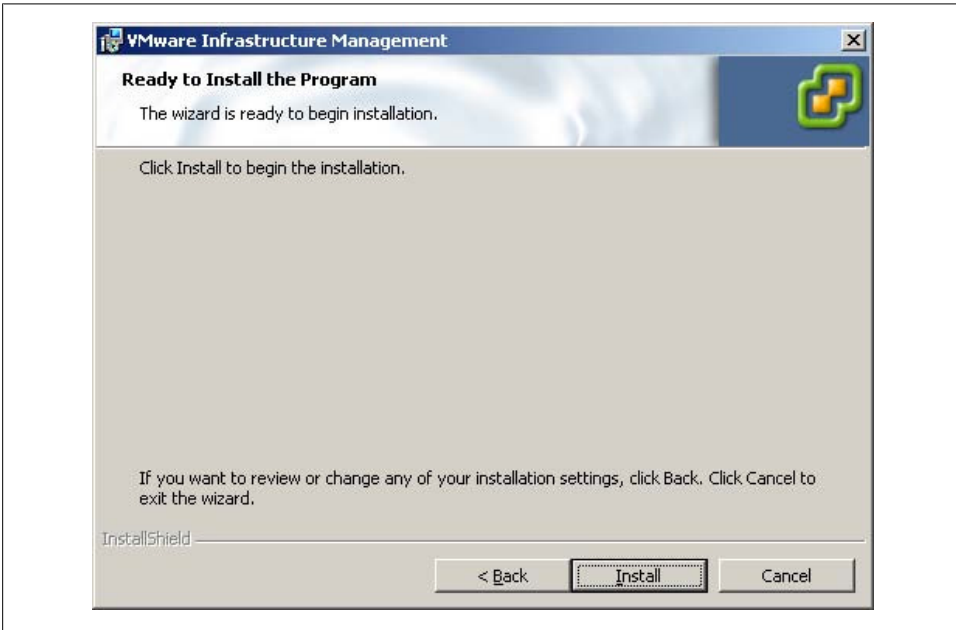 VMware Infrastructure Management
Ready to Install the Program
The wizard is ready to begin installation.
Click Install to begin the installation.
If you want to review or change any of your installation settings, click Back. Click Cancel to
exit the wizard.
InstallShield
< Back Install Cancel